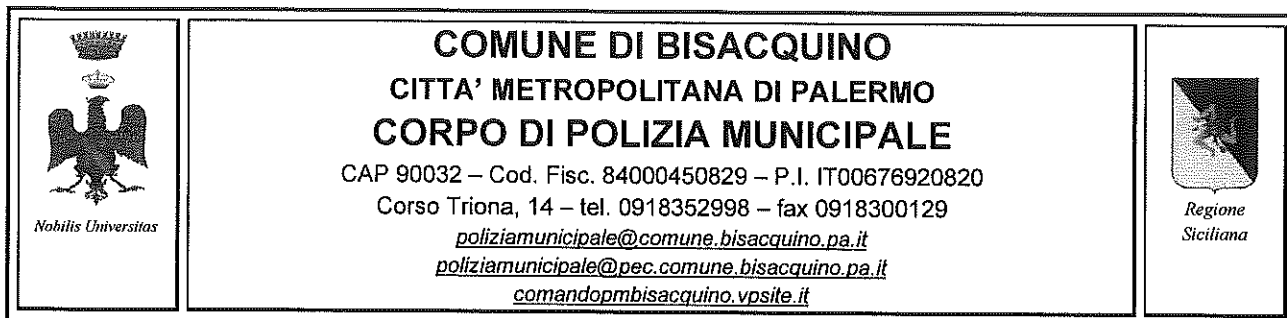 Nobilis Universitas
COMUNE DI BISACQUINO
CITTA' METROPOLITANA DI PALERMO
CORPO DI POLIZIA MUNICIPALE
CAP 90032 – Cod. Fisc. 84000450829 – P.I. IT00676920820
Corso Triona, 14 – tel. 0918352998 – fax 0918300129
poliziamunicipale@comune.bisacquino.pa.it
poliziamunicipale@pec.comune.bisacquino.pa.it
comandopmbisacquino.vpsite.it
Regione
Siciliana